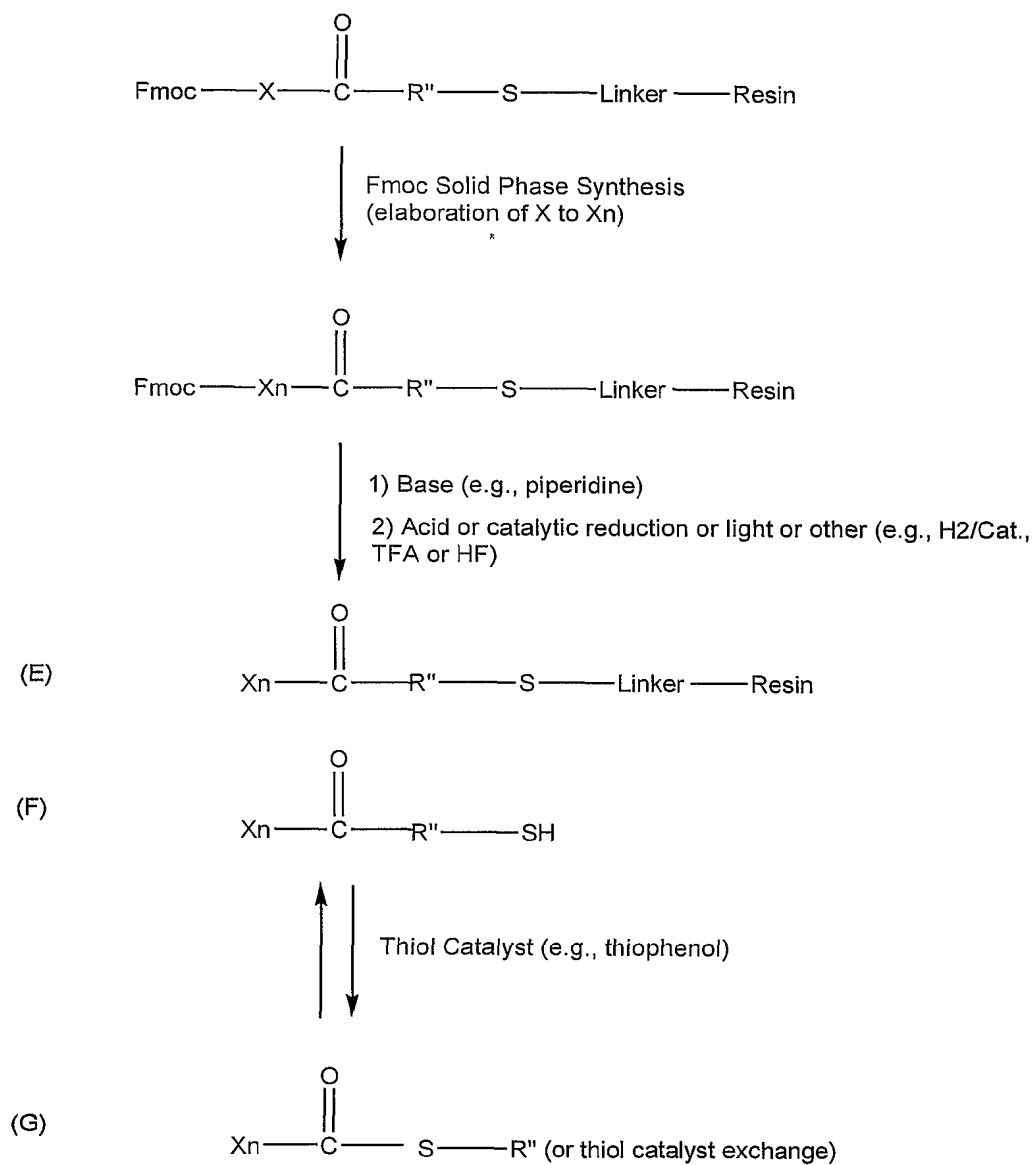 O
Fmoc X C R" S Linker Resin
Fmoc Solid Phase Synthesis
(elaboration of X to Xn)
O
Fmoc Xn C R" S Linker Resin
1) Base (e.g., piperidine)
2) Acid or catalytic reduction or light or other (e.g., H2/Cat.,
TFA or HF)
O
(E) Xn C R" S Linker Resin
O
(F) Xn C R" SH
Thiol Catalyst (e.g., thiophenol)
O
(G) Xn C S R" (or thiol catalyst exchange)